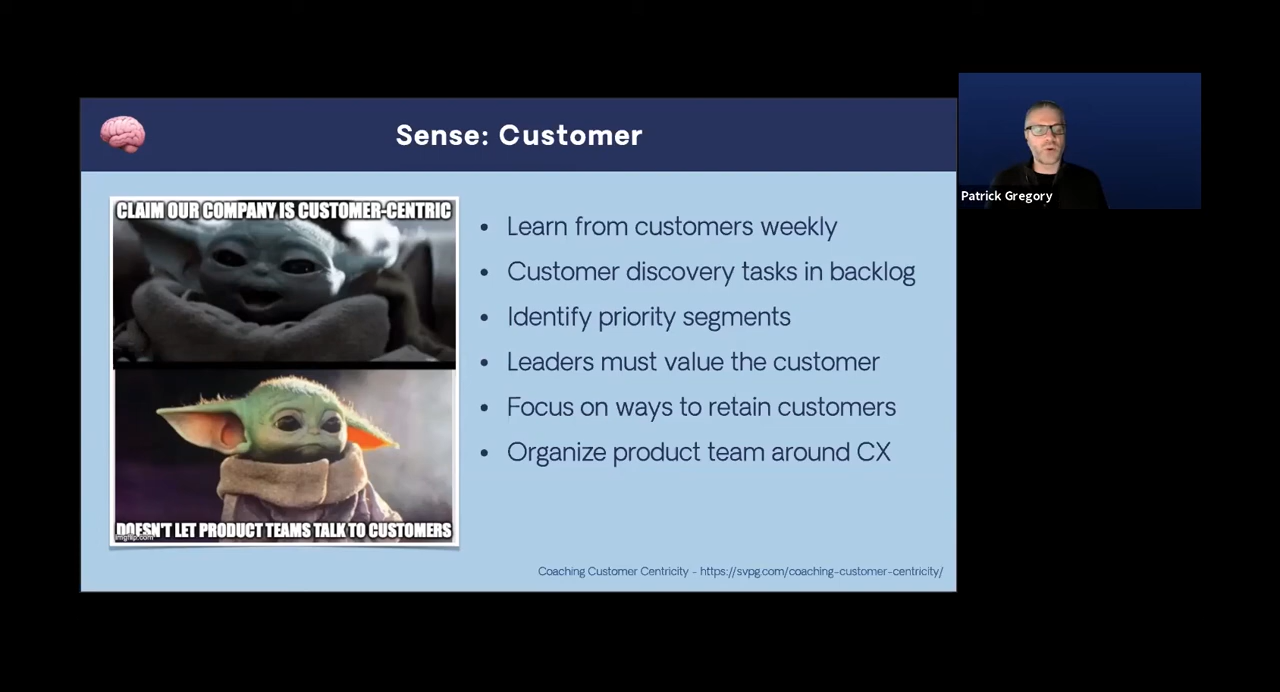 Sense: Customer
CLAIM OUR COMPANY IS CUSTOMER-CENTRIC
DOESN'T LET PRODUCT TEAMS TALK TO CUSTOMERS
imgflip.com
• Learn from customers weekly
• Customer discovery tasks in backlog
• Identify priority segments
• Leaders must value the customer
• Focus on ways to retain customers
• Organize product team around CX
Coaching Customer Centricity - https://svpg.com/coaching-customer-centricity/
Patrick Gregory